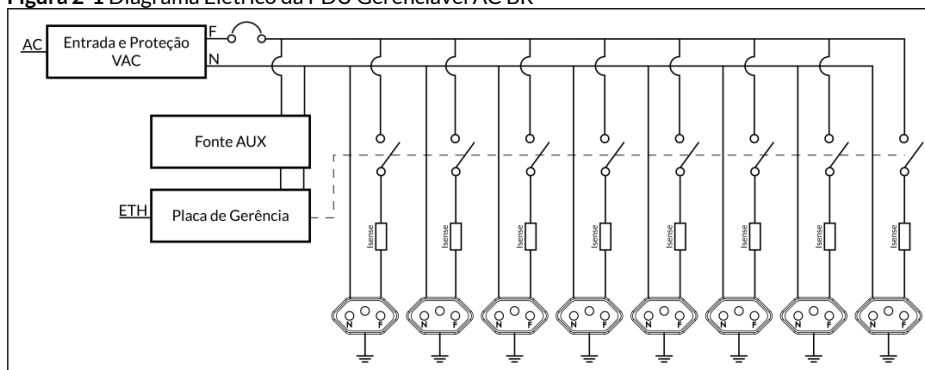 Figura 2-1 Diagrama Elétrico da PDU Gerenciável AC BR
AC
Entrada e Proteção
VAC
F
N
Fonte AUX
ETH
Placa de Gerência
Isense
Isense
Isense
Isense
Isense
Isense
Isense
Isense
N F
N F
N F
N F
N F
N F
N F
N F